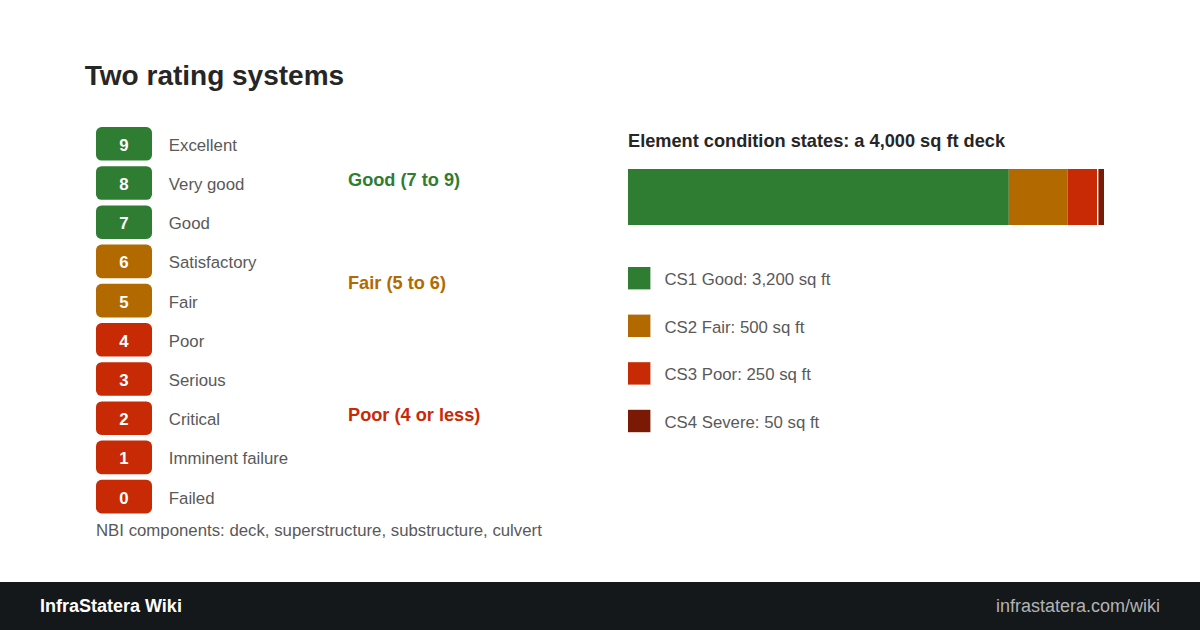 Two rating systems
9 Excellent
8 Very good
7 Good
Good (7 to 9)
6 Satisfactory
5 Fair
Fair (5 to 6)
4 Poor
3 Serious
2 Critical
1 Imminent failure
0 Failed
Poor (4 or less)
NBI components: deck, superstructure, substructure, culvert
Element condition states: a 4,000 sq ft deck
CS1 Good: 3,200 sq ft
CS2 Fair: 500 sq ft
CS3 Poor: 250 sq ft
CS4 Severe: 50 sq ft
InfraStatera Wiki
infrastatera.com/wiki